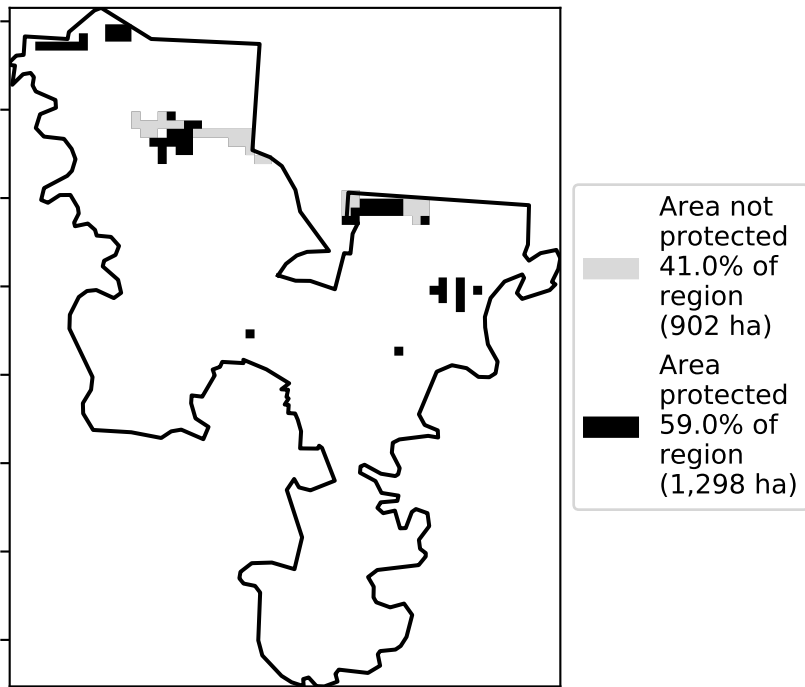 Area not
protected
41.0% of
region
(902 ha)
Area
protected
59.0% of
region
(1,298 ha)